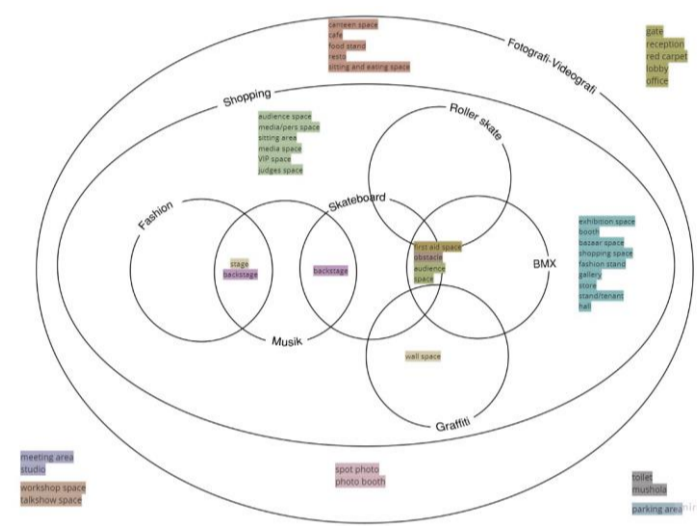 canteen space
cafe
food stand
resto
sitting and eating space
Fotografi-Videografi
gate
reception
red carpet
lobby
office
Shopping
audience space
media/pers space
sitting area
media space
VIP space
judges space
Roller skate
Fashion
Skateboard
stage
backstage
backstage
first aid space
obstacle
audience
space
BMX
exhibition space
booth
bazaar space
shopping space
fashion stand
gallery
store
stand/tenant
hall
Musik
wall space
Graffiti
meeting area
studio
workshop space
talkshow space
spot photo
photo booth
toilet
mushola
parking area